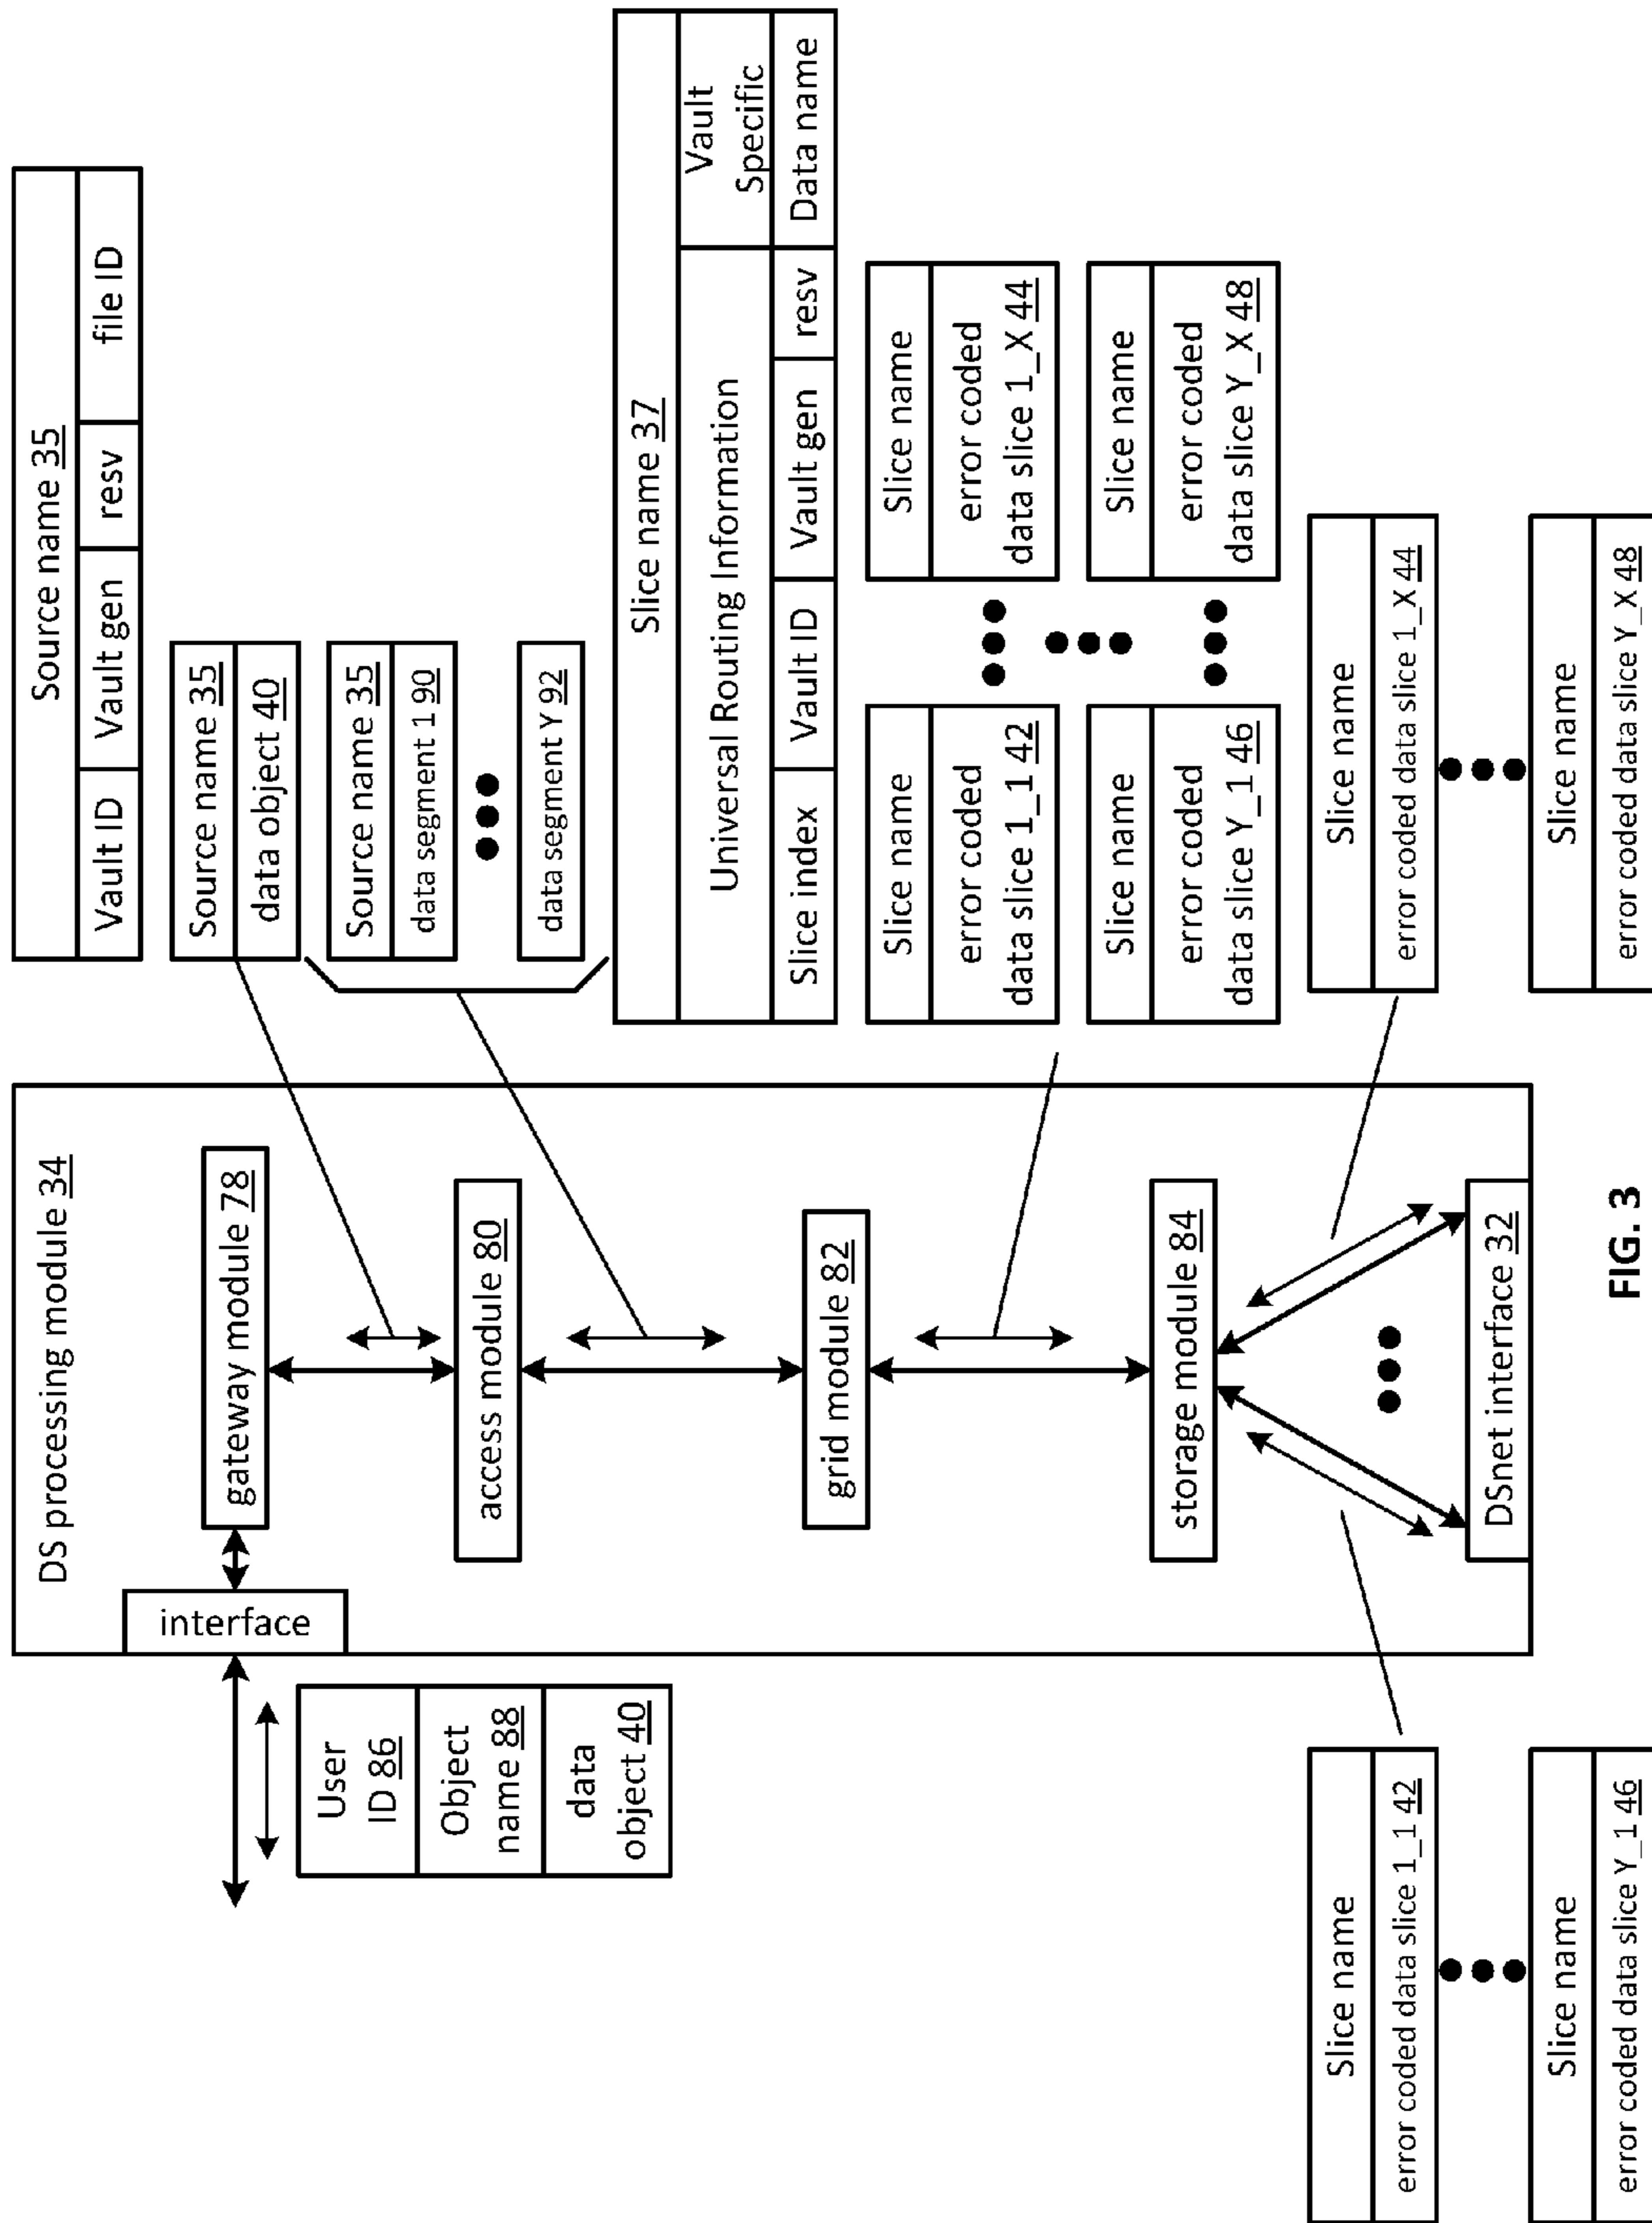 DS processing module 34
interface
gateway module 78
access module 80
grid module 82
storage module 84
DSnet interface 32
User
ID 86
Object
name 88
data
object 40
Source name 35
Vault ID
Vault gen
resv
file ID
Source name 35
data object 40
Source name 35
data segment 1 90
data segment Y 92
Slice name 37
Universal Routing Information
Vault
Specific
Slice index
Vault ID
Vault gen
resv
Data name
Slice name
error coded
data slice 1_1 42
Slice name
error coded
data slice 1_X 44
Slice name
error coded
data slice Y_1 46
Slice name
error coded
data slice Y_X 48
Slice name
error coded data slice 1_1 42
Slice name
error coded data slice Y_1 46
Slice name
error coded data slice 1_X 44
Slice name
error coded data slice Y_X 48
FIG. 3